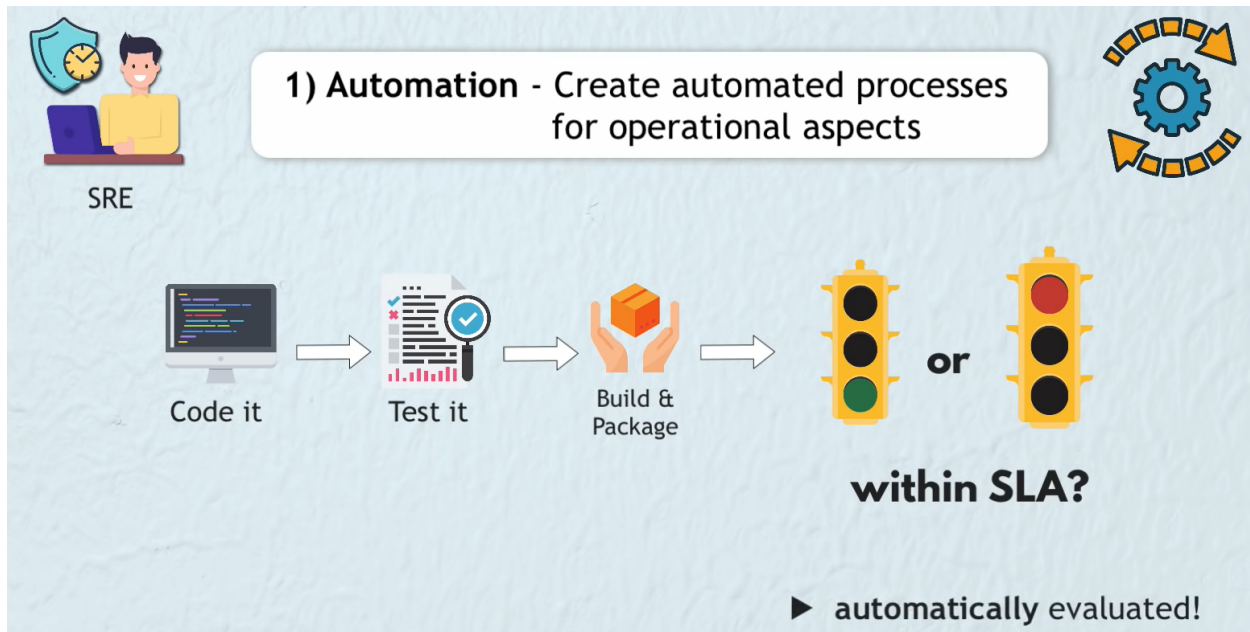 1) Automation - Create automated processes
for operational aspects
SRE
Code it
Test it
Build &
Package
or
within SLA?
▶ automatically evaluated!